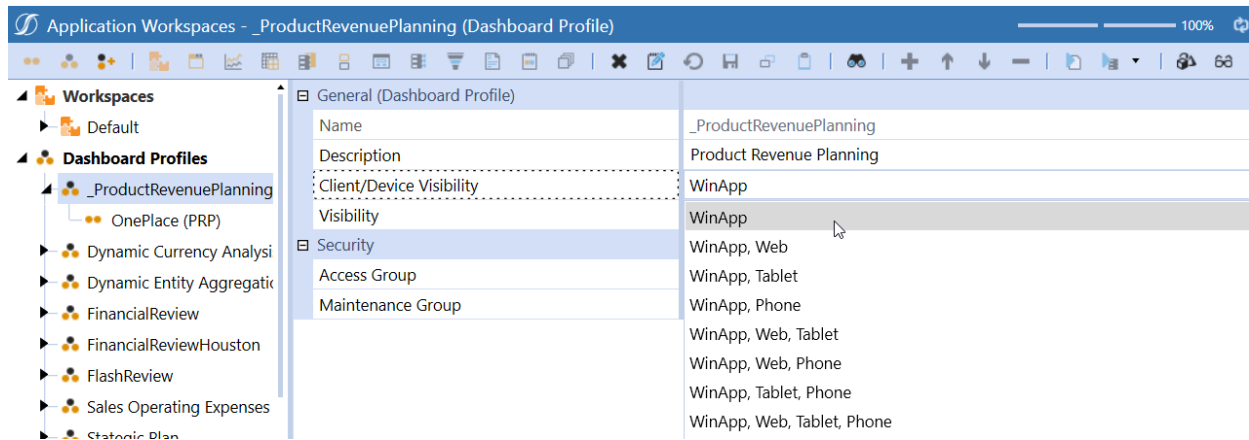 Application Workspaces - _ProductRevenuePlanning (Dashboard Profile)
100%
Workspaces
Default
Dashboard Profiles
_ProductRevenuePlanning
OnePlace (PRP)
Dynamic Currency Analysi
Dynamic Entity Aggregatic
FinancialReview
FinancialReviewHouston
FlashReview
Sales Operating Expenses
Stategic Plan
General (Dashboard Profile)
Name _ProductRevenuePlanning
Description Product Revenue Planning
Client/Device Visibility WinApp
Visibility
Security
Access Group
Maintenance Group
WinApp
WinApp, Web
WinApp, Tablet
WinApp, Phone
WinApp, Web, Tablet
WinApp, Web, Phone
WinApp, Tablet, Phone
WinApp, Web, Tablet, Phone